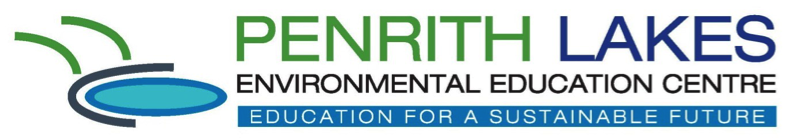 PENRITH LAKES
ENVIRONMENTAL EDUCATION CENTRE
EDUCATION FOR A SUSTAINABLE FUTURE